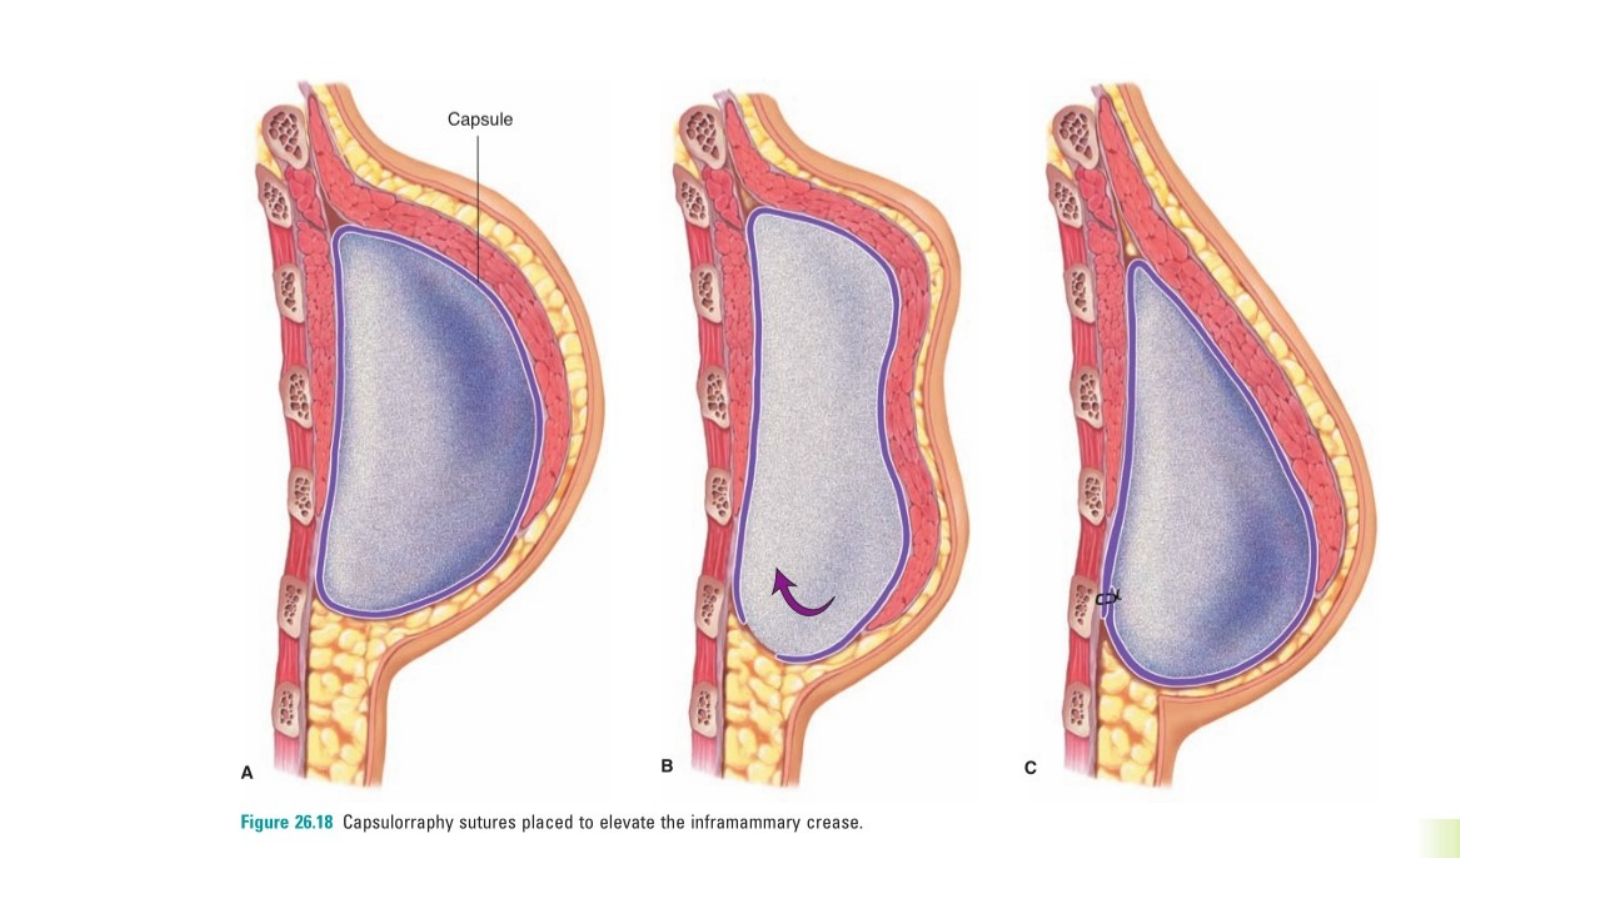 Capsule
A
B
C
Figure 26.18 Capsulorraphy sutures placed to elevate the inframammary crease.